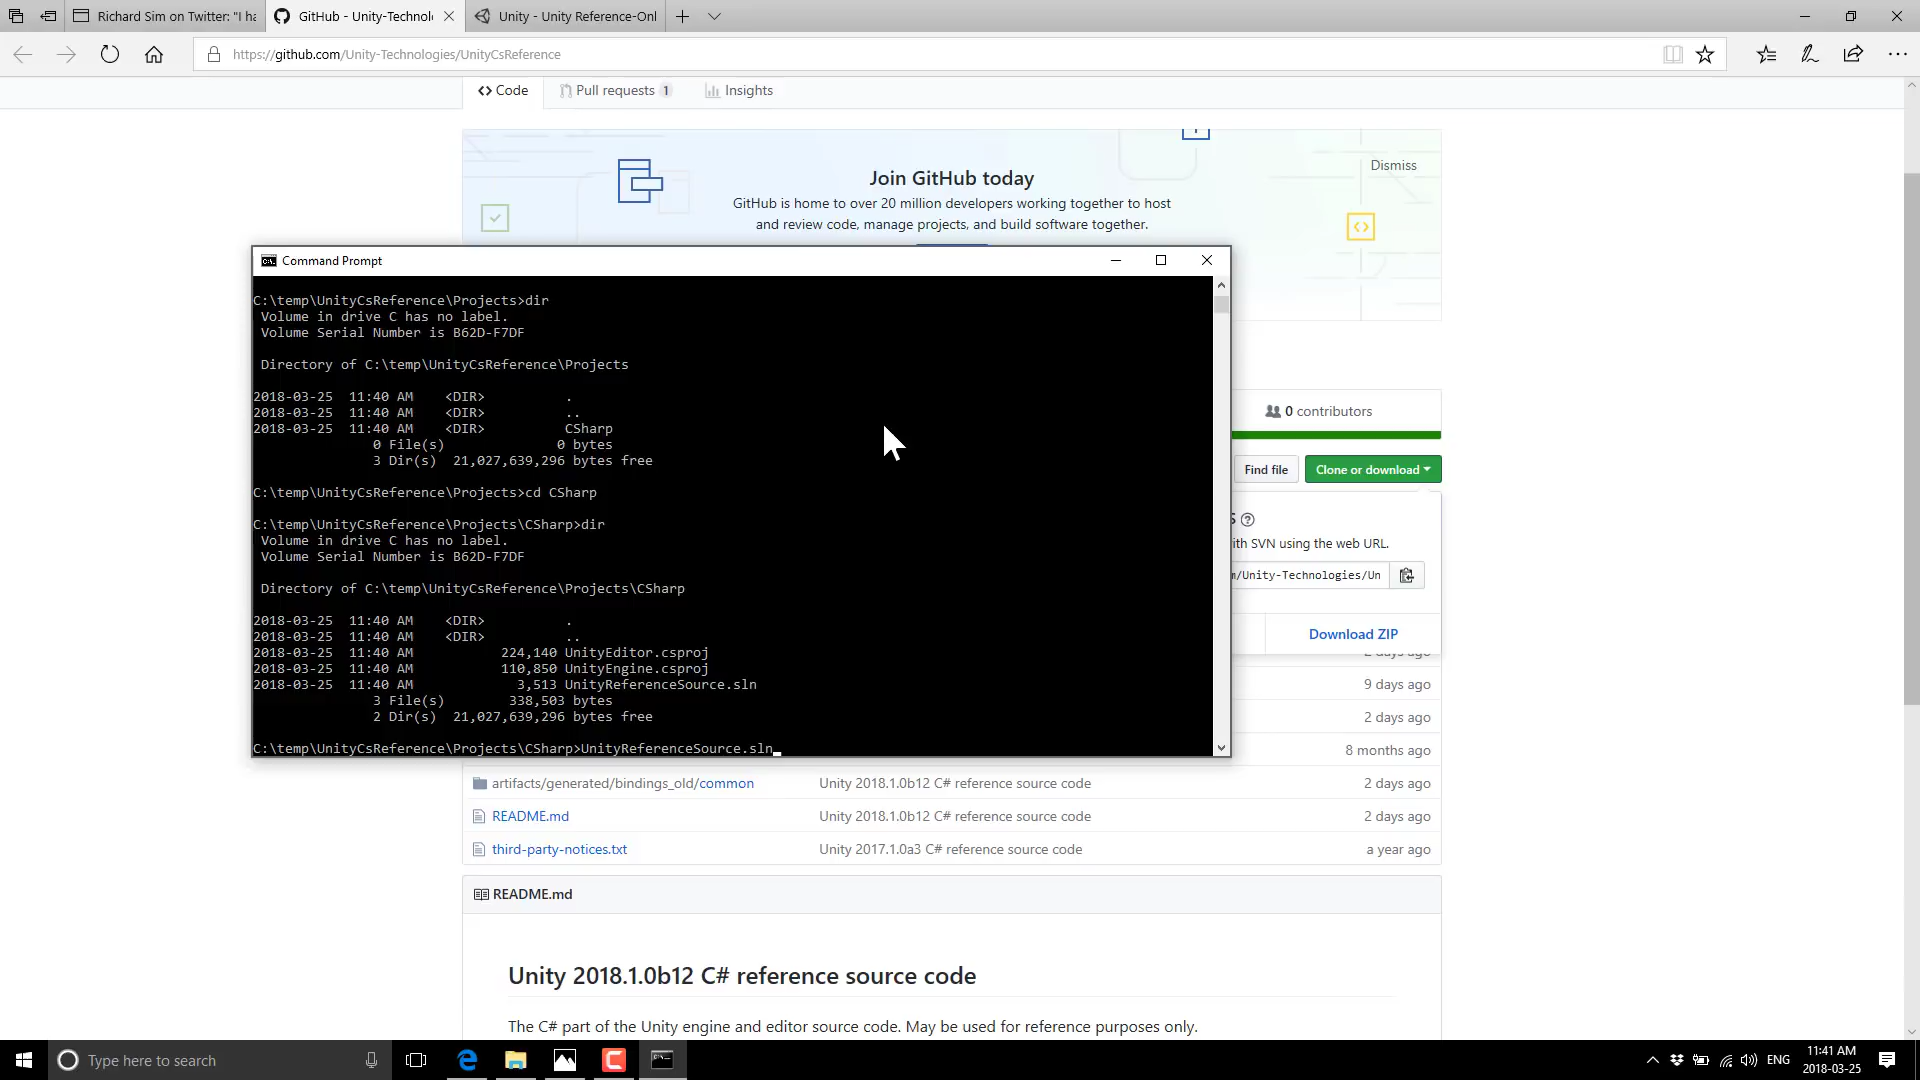 Richard Sim on Twitter: "I ha
GitHub - Unity-Technol
Unity - Unity Reference-Onl
https://github.com/Unity-Technologies/UnityCsReference
Code
Pull requests 1
Insights
Join GitHub today
Dismiss
GitHub is home to over 20 million developers working together to host
and review code, manage projects, and build software together.
Command Prompt
C:\temp\UnityCsReference\Projects>dir
Volume in drive C has no label.
Volume Serial Number is B62D-F7DF
Directory of C:\temp\UnityCsReference\Projects
2018-03-25  11:40 AM    <DIR>          .
2018-03-25  11:40 AM    <DIR>          ..
2018-03-25  11:40 AM    <DIR>          CSharp
0 File(s)              0 bytes
3 Dir(s)  21,027,639,296 bytes free
C:\temp\UnityCsReference\Projects>cd CSharp
C:\temp\UnityCsReference\Projects\CSharp>dir
Volume in drive C has no label.
Volume Serial Number is B62D-F7DF
Directory of C:\temp\UnityCsReference\Projects\CSharp
2018-03-25  11:40 AM    <DIR>          .
2018-03-25  11:40 AM    <DIR>          ..
2018-03-25  11:40 AM           224,140 UnityEditor.csproj
2018-03-25  11:40 AM           110,850 UnityEngine.csproj
2018-03-25  11:40 AM             3,513 UnityReferenceSource.sln
3 File(s)        338,503 bytes
2 Dir(s)  21,027,639,296 bytes free
C:\temp\UnityCsReference\Projects\CSharp>UnityReferenceSource.sln
0 contributors
Find file
Clone or download
ith SVN using the web URL.
/Unity-Technologies/Un
Download ZIP
2 days ago
9 days ago
2 days ago
8 months ago
artifacts/generated/bindings_old/common
Unity 2018.1.0b12 C# reference source code
2 days ago
README.md
Unity 2018.1.0b12 C# reference source code
2 days ago
third-party-notices.txt
Unity 2017.1.0a3 C# reference source code
a year ago
README.md
Unity 2018.1.0b12 C# reference source code
The C# part of the Unity engine and editor source code. May be used for reference purposes only.
Type here to search
ENG
11:41 AM
2018-03-25